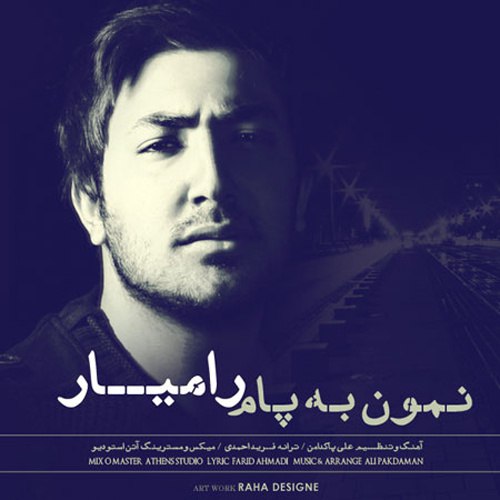 نمون به پام رامیار
آهنگ و تنظیم علی پاکدامن / ترانه فرید احمدی / میکس و مسترینگ آتن استودیو
MIX O MASTER ATHENS STUDIO LYRIC FARID AHMADI MUSIC & ARRANGE ALI PAKDAMAN
ART WORK RAHA DESIGNE